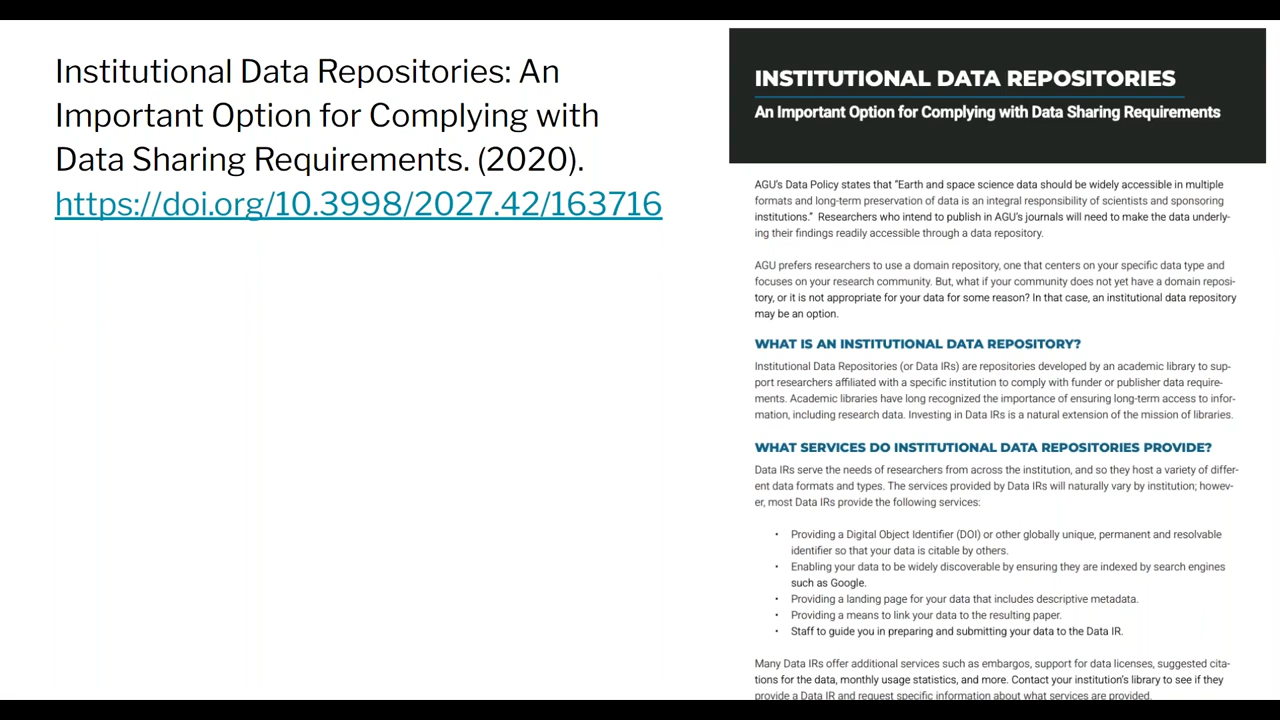 Institutional Data Repositories: An
Important Option for Complying with
Data Sharing Requirements. (2020).
https://doi.org/10.3998/2027.42/163716
INSTITUTIONAL DATA REPOSITORIES
An Important Option for Complying with Data Sharing Requirements
AGU's Data Policy states that “Earth and space science data should be widely accessible in multiple
formats and long-term preservation of data is an integral responsibility of scientists and sponsoring
institutions.” Researchers who intend to publish in AGU's journals will need to make the data underly-
ing their findings readily accessible through a data repository.
AGU prefers researchers to use a domain repository, one that centers on your specific data type and
focuses on your research community. But, what if your community does not yet have a domain reposi-
tory, or it is not appropriate for your data for some reason? In that case, an institutional data repository
may be an option.
WHAT IS AN INSTITUTIONAL DATA REPOSITORY?
Institutional Data Repositories (or Data IRs) are repositories developed by an academic library to sup-
port researchers affiliated with a specific institution to comply with funder or publisher data require-
ments. Academic libraries have long recognized the importance of ensuring long-term access to infor-
mation, including research data. Investing in Data IRs is a natural extension of the mission of libraries.
WHAT SERVICES DO INSTITUTIONAL DATA REPOSITORIES PROVIDE?
Data IRs serve the needs of researchers from across the institution, and so they host a variety of differ-
ent data formats and types. The services provided by Data IRs will naturally vary by institution; howev-
er, most Data IRs provide the following services:
• Providing a Digital Object Identifier (DOI) or other globally unique, permanent and resolvable
identifier so that your data is citable by others.
• Enabling your data to be widely discoverable by ensuring they are indexed by search engines
such as Google.
• Providing a landing page for your data that includes descriptive metadata.
• Providing a means to link your data to the resulting paper.
• Staff to guide you in preparing and submitting your data to the Data IR.
Many Data IRs offer additional services such as embargos, support for data licenses, suggested cita-
tions for the data, monthly usage statistics, and more. Contact your institution's library to see if they
provide a Data IR and request specific information about what services are provided.